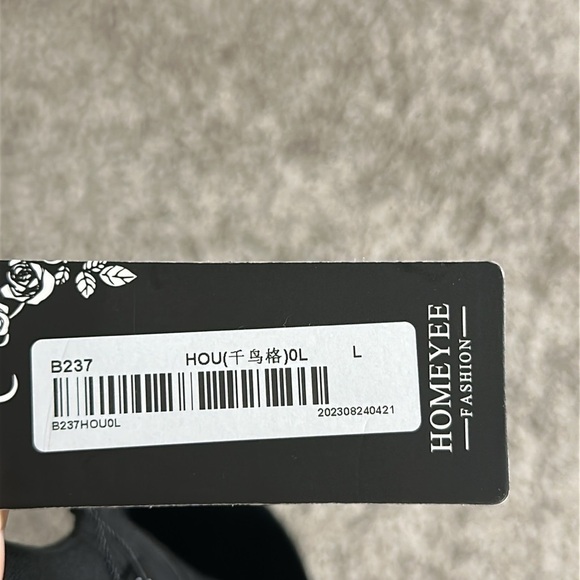 B237 HOU(千鸟格)0L L
B237HOU0L 202308240421
HOMEYEE
FASHION